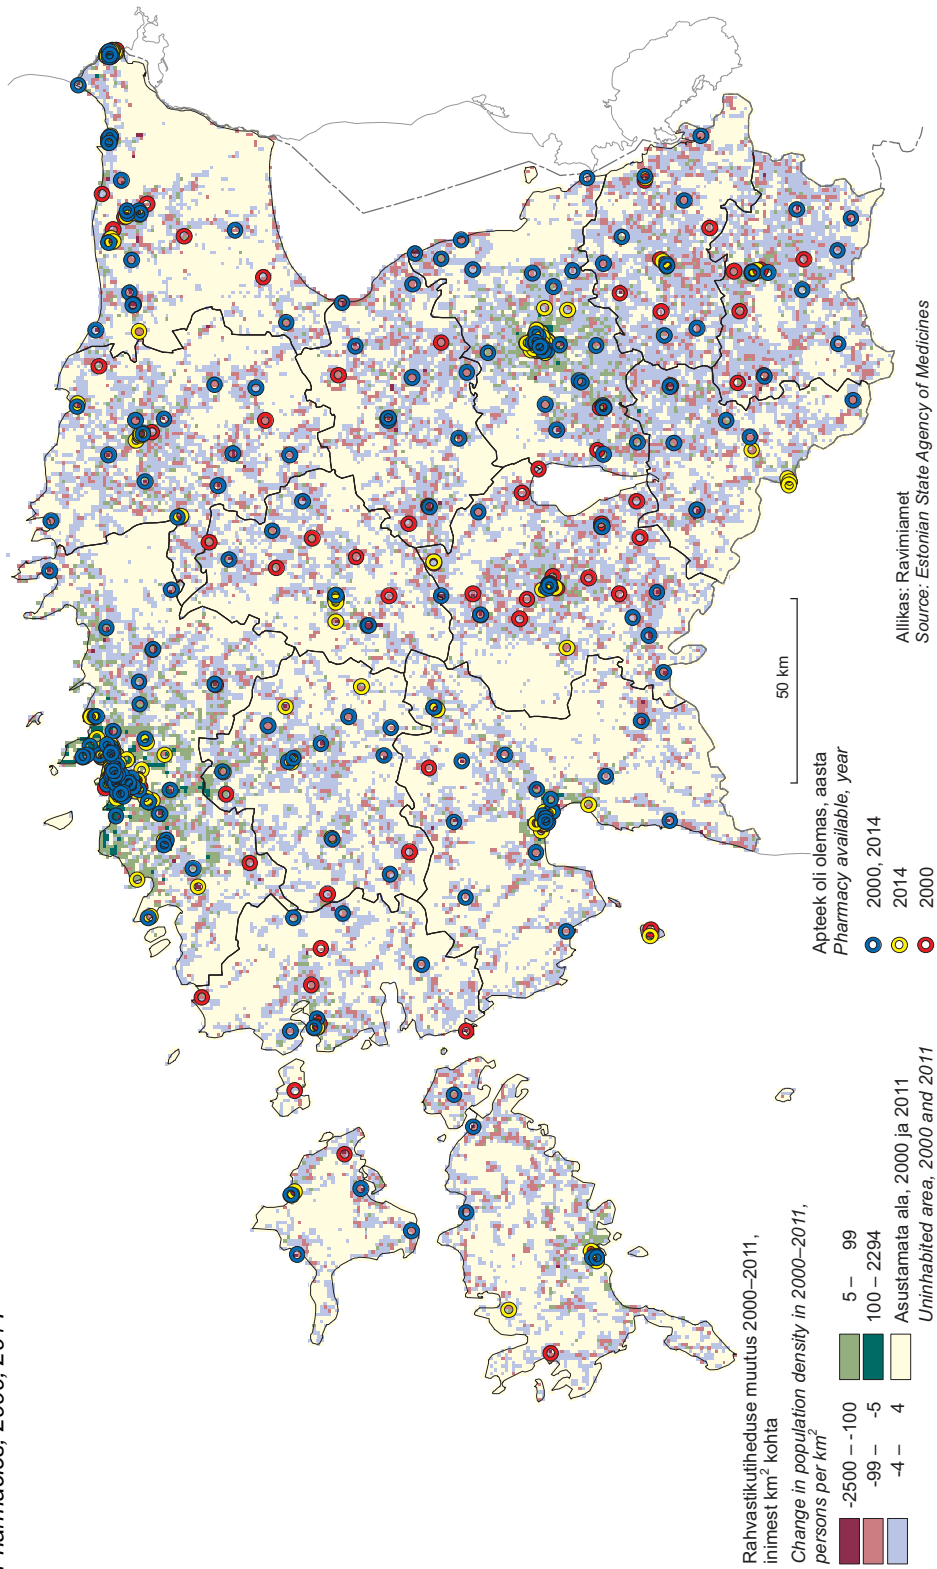 Pharmacies, 2000, 2014
50 km
Rahvastikutiheduse muutus 2000–2011,
inimest km² kohta
Change in population density in 2000–2011,
persons per km²
-2500 – -100
-99 – -5
-4 – 4
5 – 99
100 – 2294
Asustamata ala, 2000 ja 2011
Uninhabited area, 2000 and 2011
Apteek oli olemas, aasta
Pharmacy available, year
2000, 2014
2014
2000
Allikas: Ravimiamet
Source: Estonian State Agency of Medicines